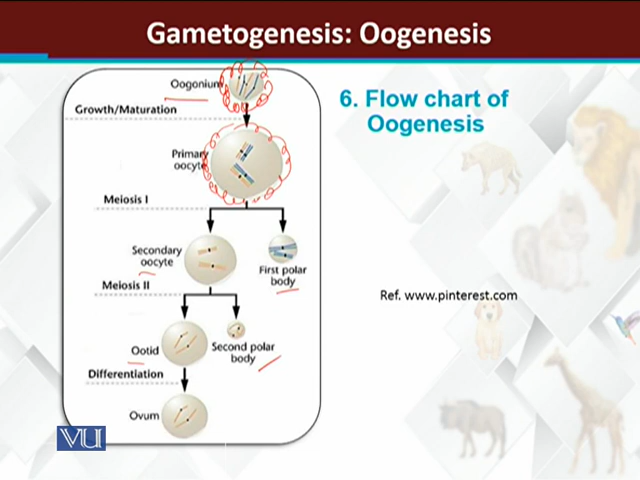 Gametogenesis: Oogenesis
6. Flow chart of
Oogenesis
Oogonium
Growth/Maturation
Primary
oocyte
Meiosis I
Secondary
oocyte
First polar
body
Meiosis II
Ootid
Second polar
body
Differentiation
Ovum
Ref. www.pinterest.com
VU